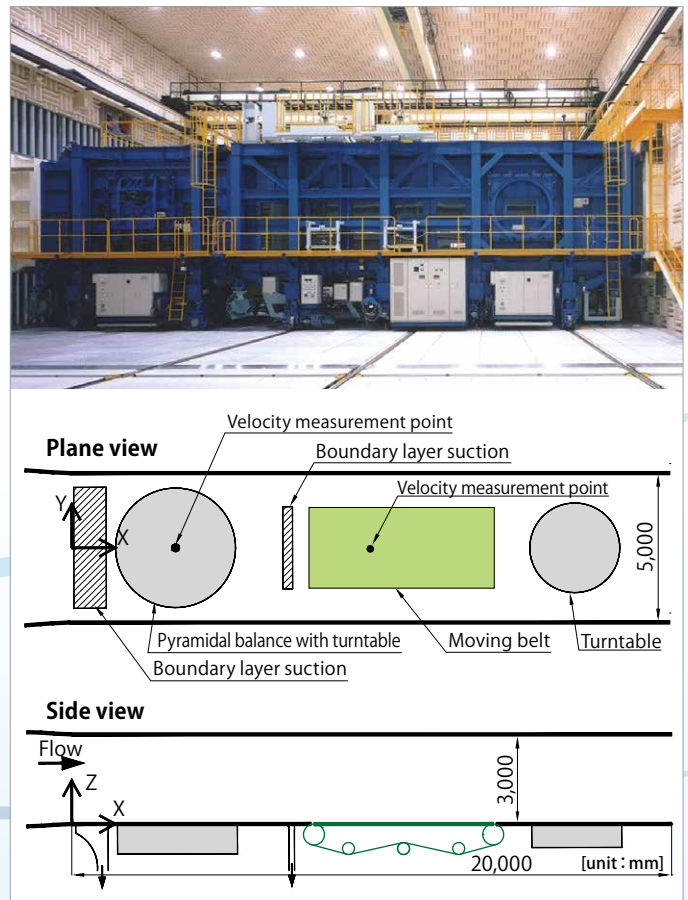 Velocity measurement point
Plane view
Boundary layer suction
Velocity measurement point
Y
X
5,000
Pyramidal balance with turntable
Moving belt
Turntable
Boundary layer suction
Side view
Flow
Z
X
3,000
20,000
[unit：mm]